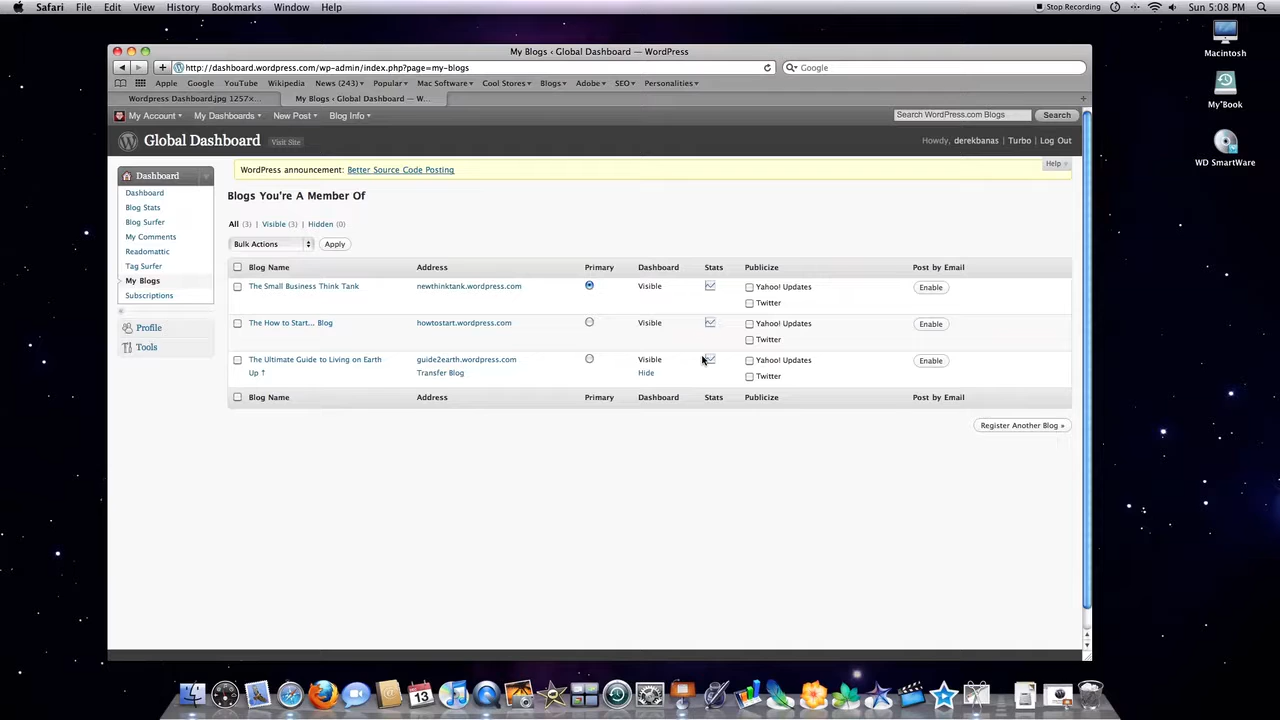 Safari File Edit View History Bookmarks Window Help Stop Recording Sun 5:08 PM
My Blogs ‹ Global Dashboard — WordPress
http://dashboard.wordpress.com/wp-admin/index.php?page=my-blogs Google
Apple Google YouTube Wikipedia News (243) Popular Mac Software Cool Stores Blogs Adobe SEO Personalities
Wordpress Dashboard.jpg 1257×... My Blogs ‹ Global Dashboard — W...
My Account My Dashboards New Post Blog Info Search WordPress.com Blogs Search
Global Dashboard Visit Site Howdy, derekbanas | Turbo | Log Out
WordPress announcement: Better Source Code Posting Help
Dashboard
Dashboard
Blog Stats
Blog Surfer
My Comments
Readomattic
Tag Surfer
My Blogs
Subscriptions
Profile
Tools
Blogs You're A Member Of
All (3) | Visible (3) | Hidden (0)
Bulk Actions Apply
Blog Name Address Primary Dashboard Stats Publicize Post by Email
The Small Business Think Tank newthinktank.wordpress.com Visible Yahoo! Updates Enable
Twitter
The How to Start... Blog howtostart.wordpress.com Visible Yahoo! Updates Enable
Twitter
The Ultimate Guide to Living on Earth guide2earth.wordpress.com Visible Yahoo! Updates Enable
Up ↑ Transfer Blog Hide Twitter
Blog Name Address Primary Dashboard Stats Publicize Post by Email
Register Another Blog »
Macintosh
My Book
WD SmartWare
13